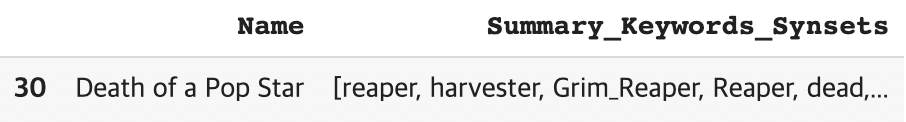 Name Summary_Keywords_Synsets
30 Death of a Pop Star [reaper, harvester, Grim_Reaper, Reaper, dead,...